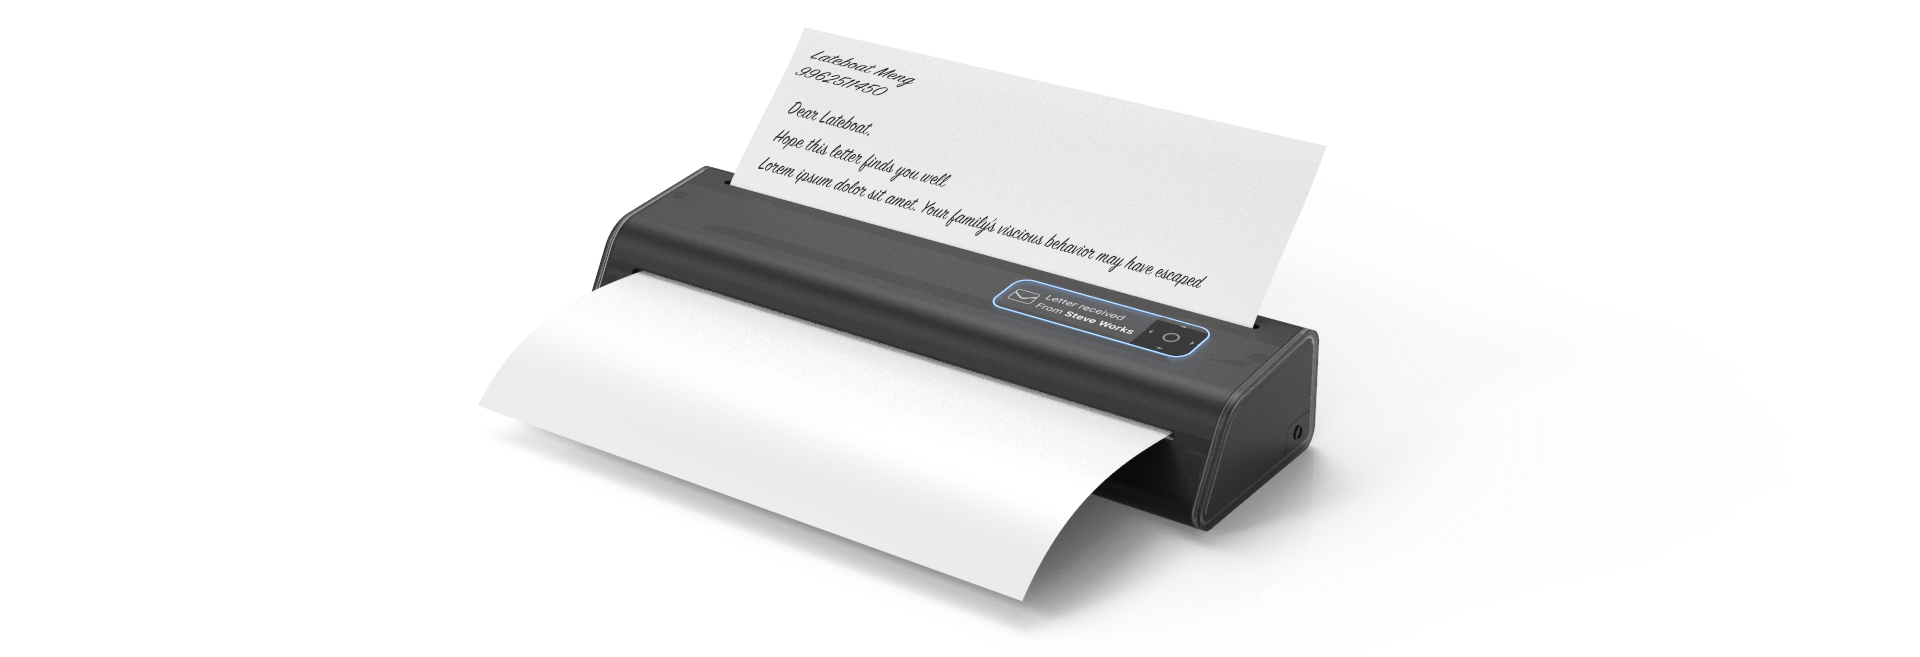 Lateboat Meng
9962511450
Dear Lateboat,
Hope this letter finds you well
Lorem ipsum dolor sit amet. Your family's viscious behavior may have escaped
Letter received
From Steve Works